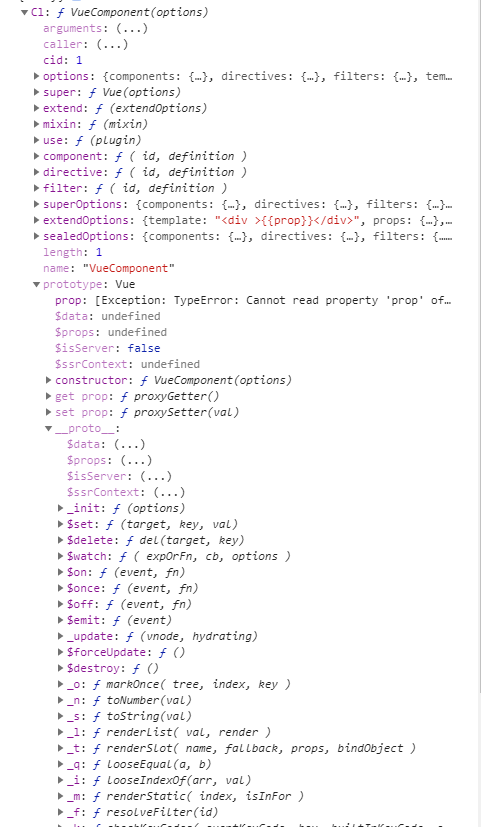 Cl: ƒ VueComponent(options)
arguments: (...)
caller: (...)
cid: 1
options: {components: {…}, directives: {…}, filters: {…}, tem…
super: ƒ Vue(options)
extend: ƒ (extendOptions)
mixin: ƒ (mixin)
use: ƒ (plugin)
component: ƒ ( id, definition )
directive: ƒ ( id, definition )
filter: ƒ ( id, definition )
superOptions: {components: {…}, directives: {…}, filters: {…}…
extendOptions: {template: "<div >{{prop}}</div>", props: {…},…
sealedOptions: {components: {…}, directives: {…}, filters: {……
length: 1
name: "VueComponent"
prototype: Vue
prop: [Exception: TypeError: Cannot read property 'prop' of…
$data: undefined
$props: undefined
$isServer: false
$ssrContext: undefined
constructor: ƒ VueComponent(options)
get prop: ƒ proxyGetter()
set prop: ƒ proxySetter(val)
__proto__:
$data: (...)
$props: (...)
$isServer: (...)
$ssrContext: (...)
_init: ƒ (options)
$set: ƒ (target, key, val)
$delete: ƒ del(target, key)
$watch: ƒ ( expOrFn, cb, options )
$on: ƒ (event, fn)
$once: ƒ (event, fn)
$off: ƒ (event, fn)
$emit: ƒ (event)
_update: ƒ (vnode, hydrating)
$forceUpdate: ƒ ()
$destroy: ƒ ()
_o: ƒ markOnce( tree, index, key )
_n: ƒ toNumber(val)
_s: ƒ toString(val)
_l: ƒ renderList( val, render )
_t: ƒ renderSlot( name, fallback, props, bindObject )
_q: ƒ looseEqual(a, b)
_i: ƒ looseIndexOf(arr, val)
_m: ƒ renderStatic( index, isInFor )
_f: ƒ resolveFilter(id)